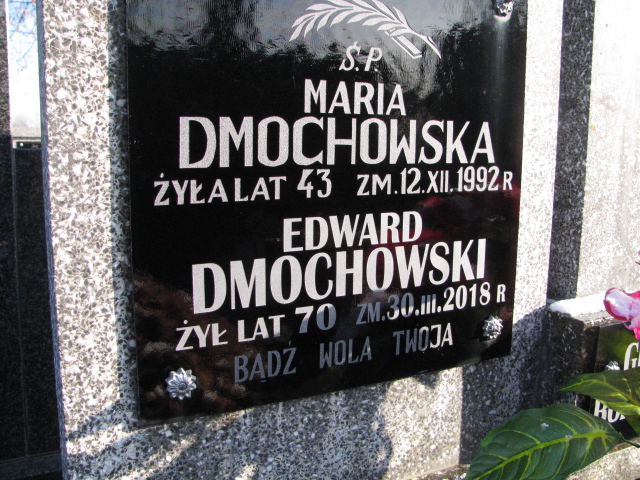 Ś.P.
MARIA
DMOCHOWSKA
ŻYŁA LAT 43 ZM.12.XII.1992 R
EDWARD
DMOCHOWSKI
ŻYŁ LAT 70 ZM.30.III.2018 R
BĄDŹ WOLA TWOJA